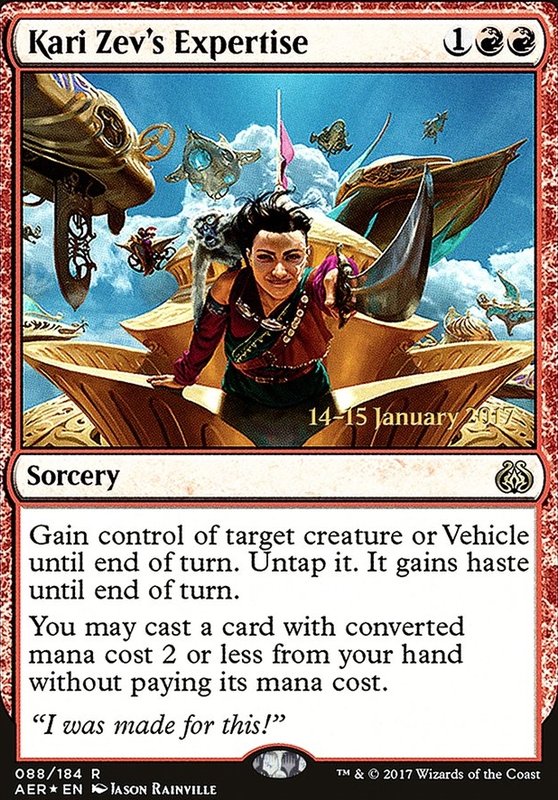 Kari Zev's Expertise 1
14–15 January 2017
Sorcery
Gain control of target creature or Vehicle
until end of turn. Untap it. It gains haste
until end of turn.
You may cast a card with converted
mana cost 2 or less from your hand
without paying its mana cost.
“I was made for this!”
088/184 R
AER★EN Jason Rainville
™ & © 2017 Wizards of the Coast